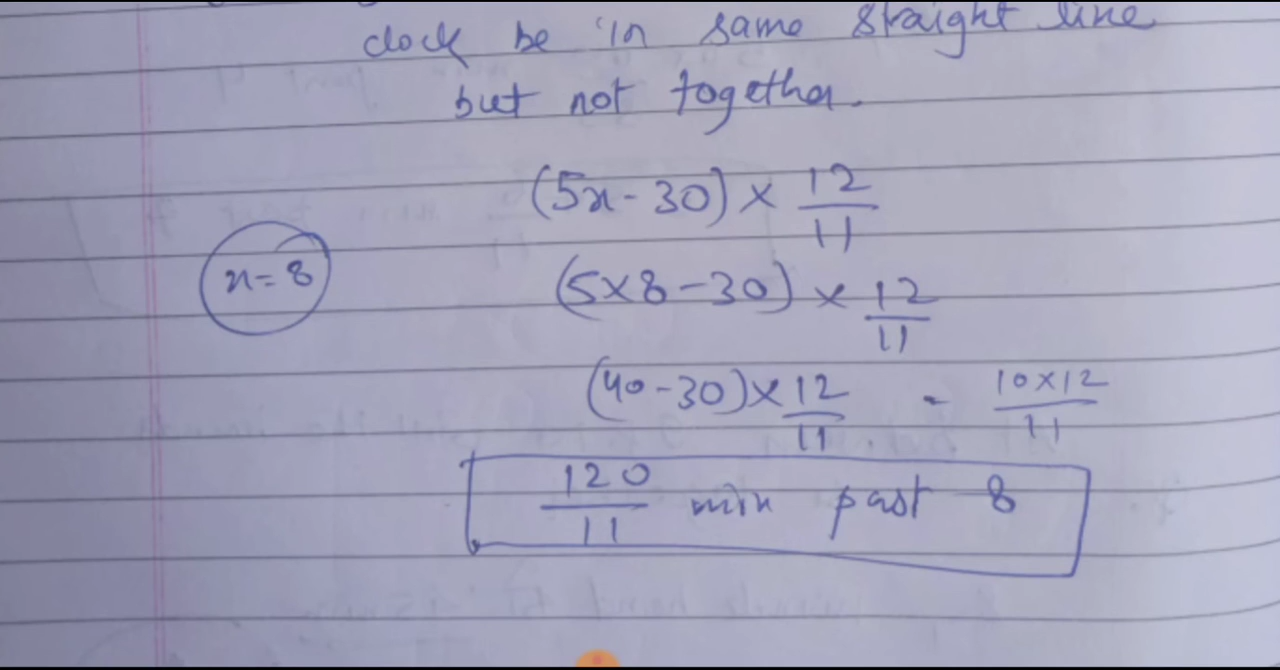 clock be in same straight line
but not together.
(5x-30) × 12/11
x=8
(5×8-30) × 12/11
(40-30) × 12/11 = 10×12/11
120/11 min past 8